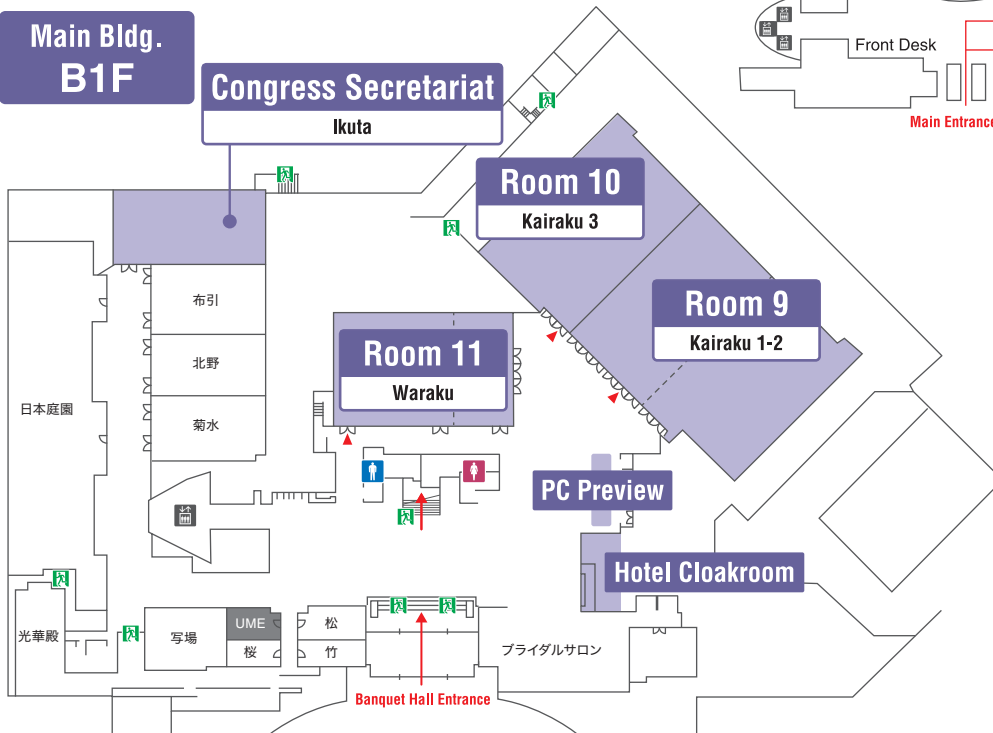 Main Bldg.
B1F
Congress Secretariat
Ikuta
Front Desk
Main Entrance
Room 10
Kairaku 3
Room 9
Kairaku 1-2
Room 11
Waraku
布引
北野
菊水
日本庭園
PC Preview
Hotel Cloakroom
光華殿
写場
UME
桜
松
竹
ブライダルサロン
Banquet Hall Entrance